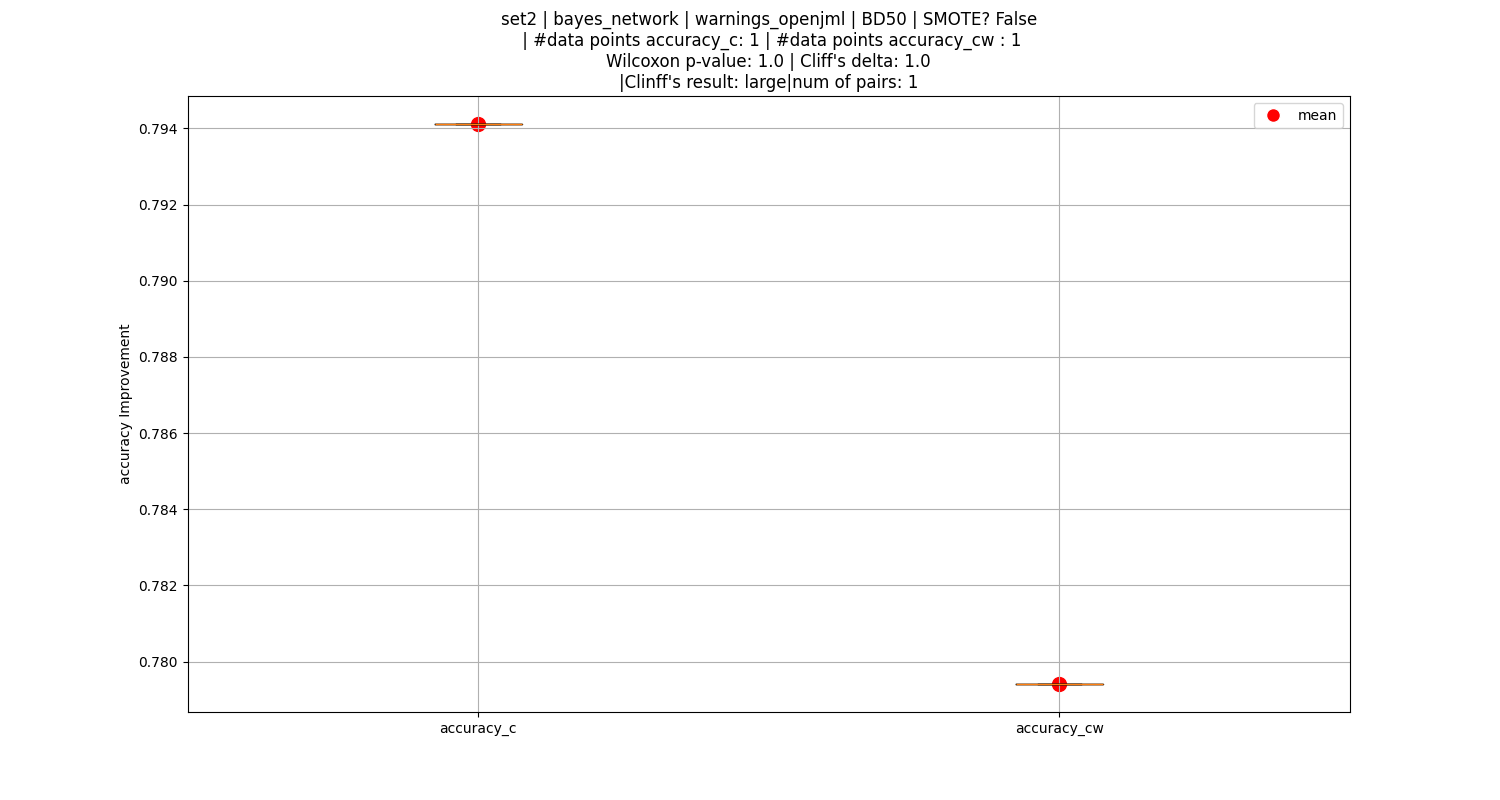 set2 | bayes_network | warnings_openjml | BD50 | SMOTE? False
| #data points accuracy_c: 1 | #data points accuracy_cw : 1
Wilcoxon p-value: 1.0 | Cliff's delta: 1.0
|Clinff's result: large|num of pairs: 1
mean
0.794
0.792
0.790
0.788
0.786
0.784
0.782
0.780
accuracy Improvement
accuracy_c
accuracy_cw